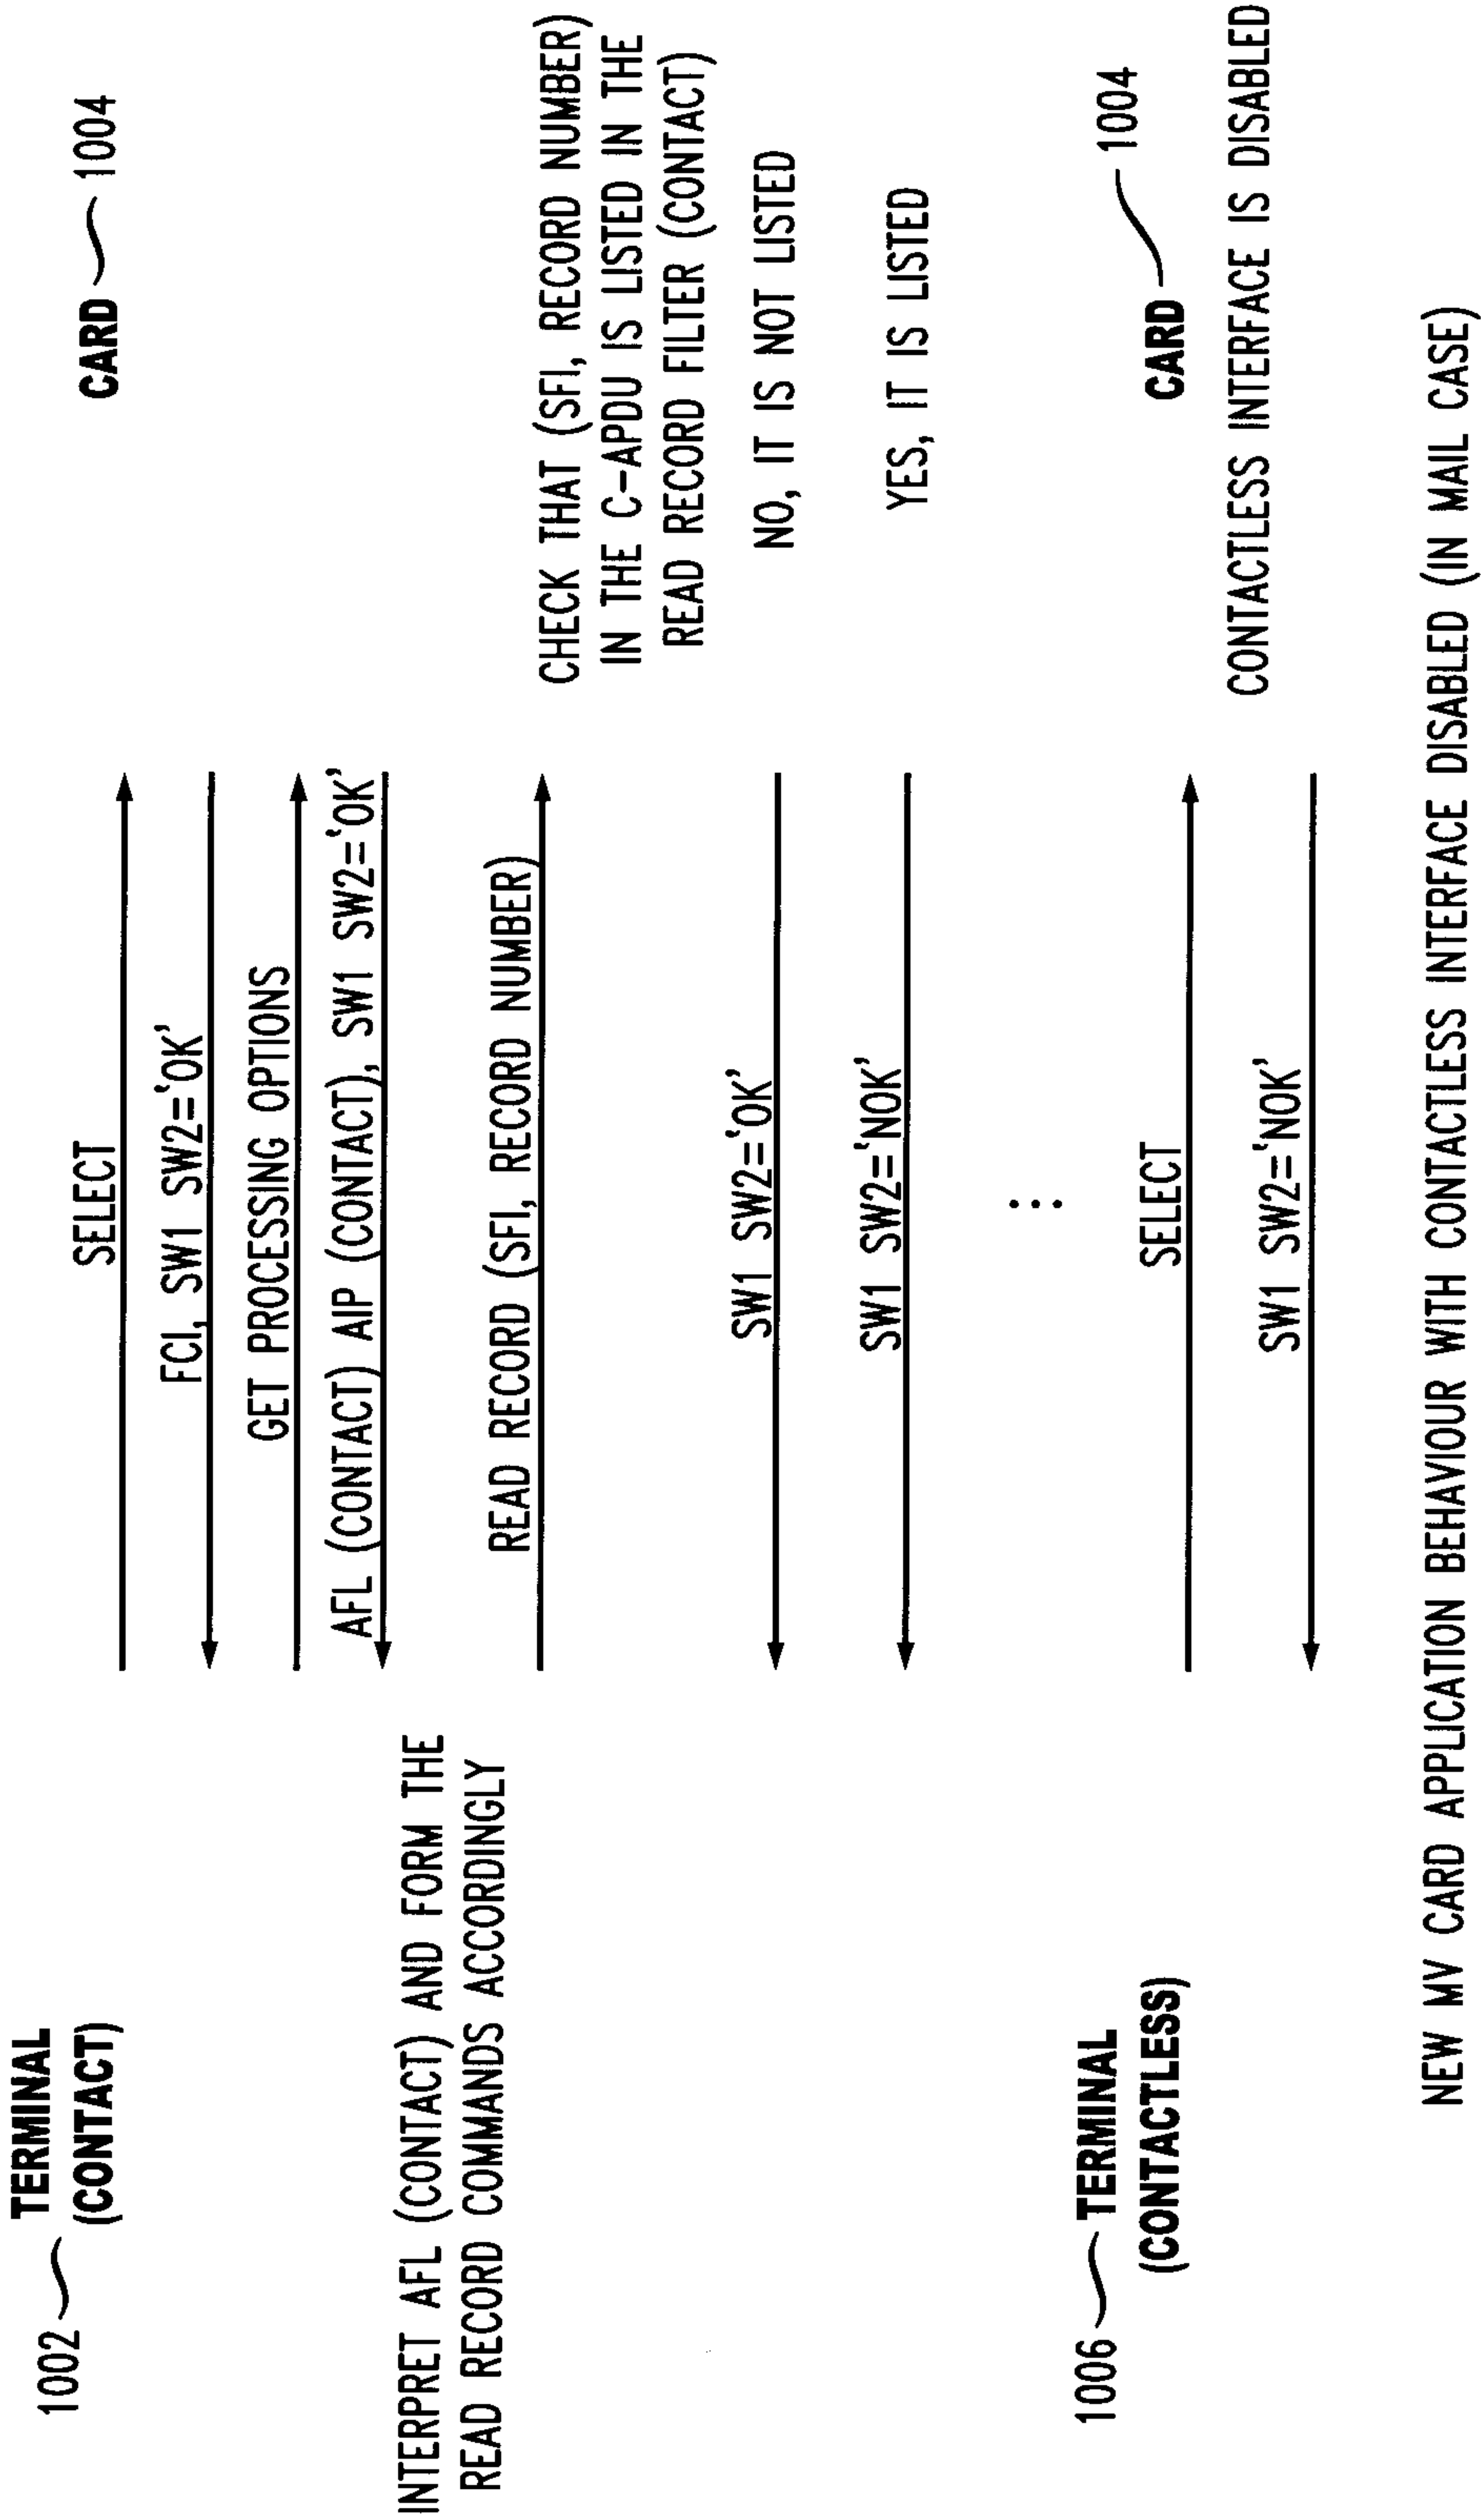 1002
TERMINAL
(CONTACT)
CARD
1004
SELECT
FCI, SW1 SW2='OK'
GET PROCESSING OPTIONS
AFL (CONTACT) AIP (CONTACT), SW1 SW2='OK'
INTERPRET AFL (CONTACT) AND FORM THE
READ RECORD COMMANDS ACCORDINGLY
READ RECORD (SFI, RECORD NUMBER)
CHECK THAT (SFI, RECORD NUMBER)
IN THE C-APDU IS LISTED IN THE
READ RECORD FILTER (CONTACT)
SW1 SW2='OK'
NO, IT IS NOT LISTED
SW1 SW2='NOK'
YES, IT IS LISTED
1006
TERMINAL
(CONTACTLESS)
CARD
1004
SELECT
CONTACTLESS INTERFACE IS DISABLED
SW1 SW2='NOK'
NEW MV CARD APPLICATION BEHAVIOUR WITH CONTACTLESS INTERFACE DISABLED (IN MAIL CASE)